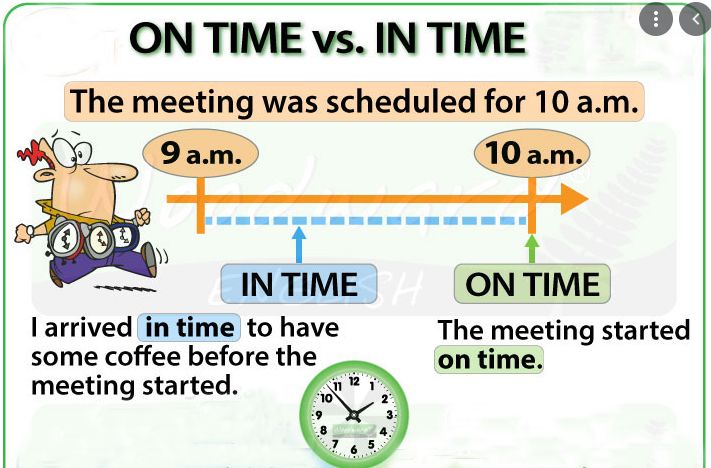 ON TIME vs. IN TIME
The meeting was scheduled for 10 a.m.
9 a.m.
10 a.m.
IN TIME
ON TIME
ENGLISH
I arrived in time to have
some coffee before the
meeting started.
The meeting started
on time.
12
1
2
3
4
5
6
7
8
9
10
11